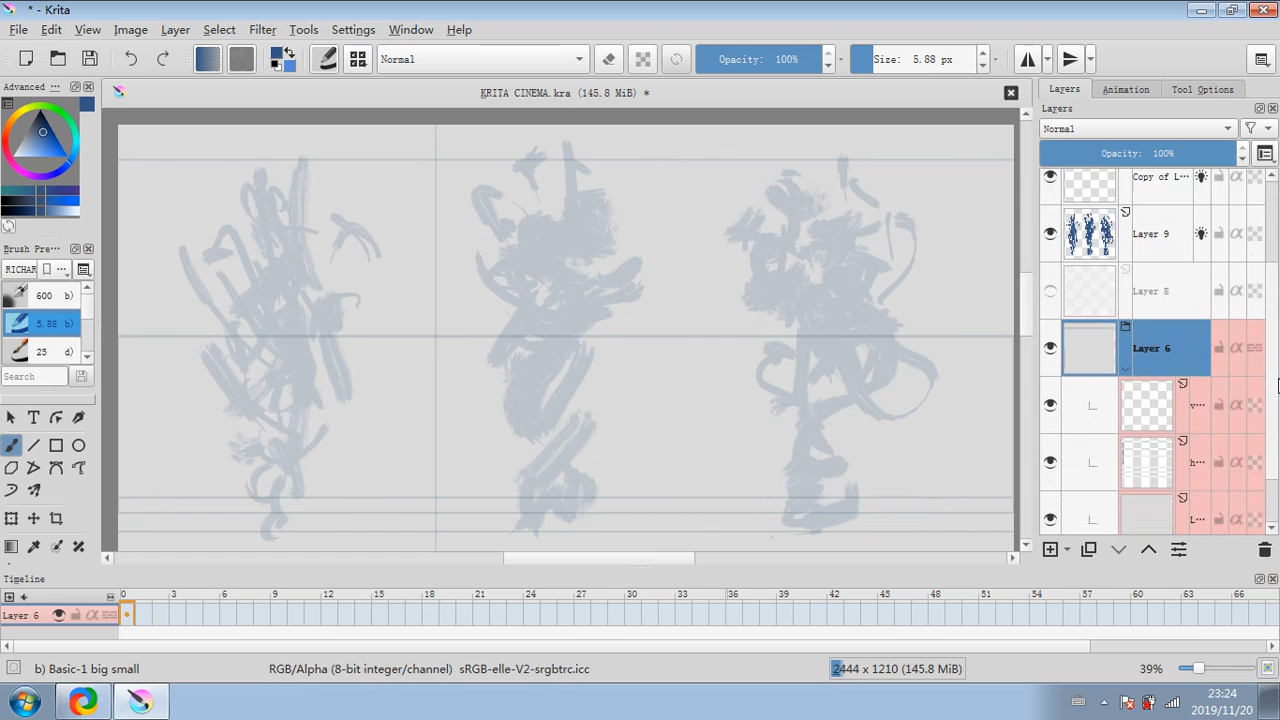 * - Krita
File Edit View Image Layer Select Filter Tools Settings Window Help
Normal
Opacity: 100%
Size: 5.88 px
Advanced ...
KRITA CINEMA.kra (145.8 MiB) *
Layers Animation Tool Options
Layers
Normal
Opacity: 100%
Copy of L...
Layer 9
Layer 8
Layer 6
v...
h...
L...
Brush Pre...
RICHAR
600 b)
5.88 b)
25 d)
Search
Timeline
0 3 6 9 12 15 18 21 24 27 30 33 36 39 42 45 48 51 54 57 60 63 66
Layer 6
b) Basic-1 big small
RGB/Alpha (8-bit integer/channel) sRGB-elle-V2-srgbtrc.icc
2444 x 1210 (145.8 MiB)
39%
23:24
2019/11/20